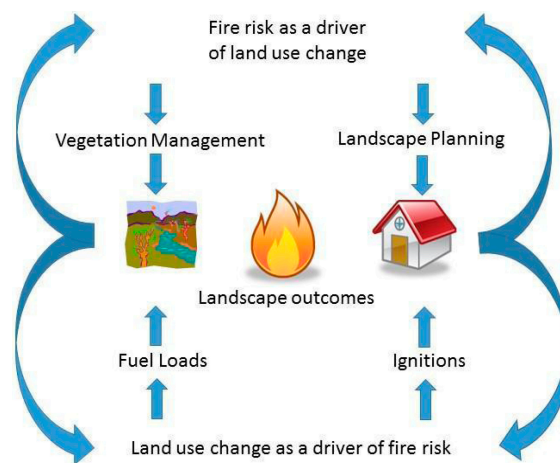 Fire risk as a driver
of land use change
Vegetation Management
Landscape Planning
Landscape outcomes
Fuel Loads
Ignitions
Land use change as a driver of fire risk